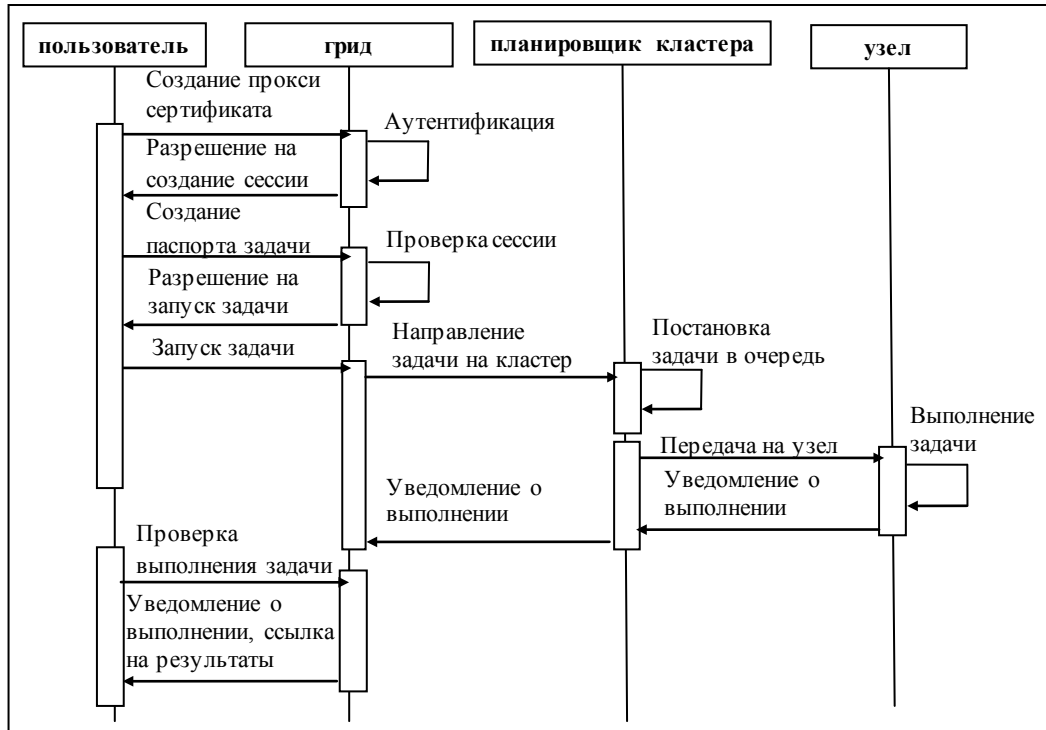 пользователь
грид
планировщик кластера
узел
Создание прокси
сертификата
Аутентификация
Разрешение на
создание сессии
Создание
паспорта задачи
Проверка сессии
Разрешение на
запуск задачи
Запуск задачи
Направление
задачи на кластер
Постановка
задачи в очередь
Передача на узел
Выполнение
задачи
Уведомление о
выполнении
Уведомление о
выполнении
Проверка
выполнения задачи
Уведомление о
выполнении, ссылка
на результаты